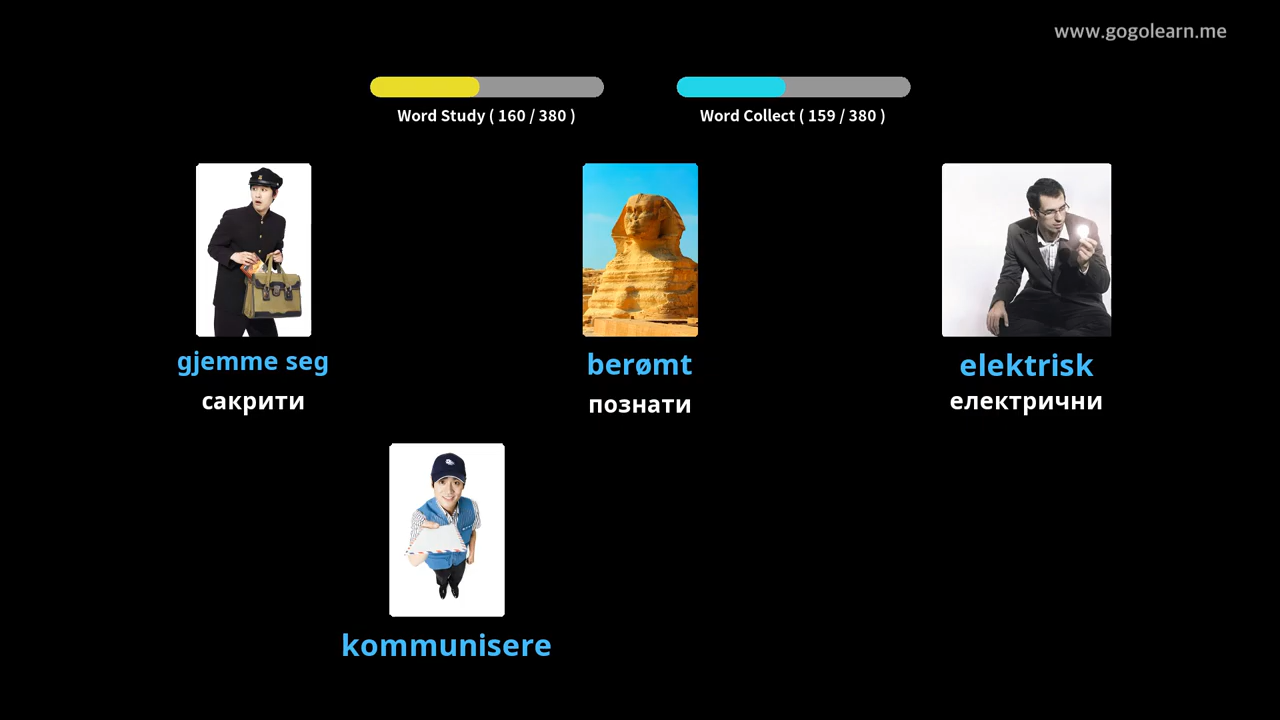 www.gogolearn.me
Word Study ( 160 / 380 )
Word Collect ( 159 / 380 )
gjemme seg
berømt
elektrisk
сакрити
познати
електрични
kommunisere